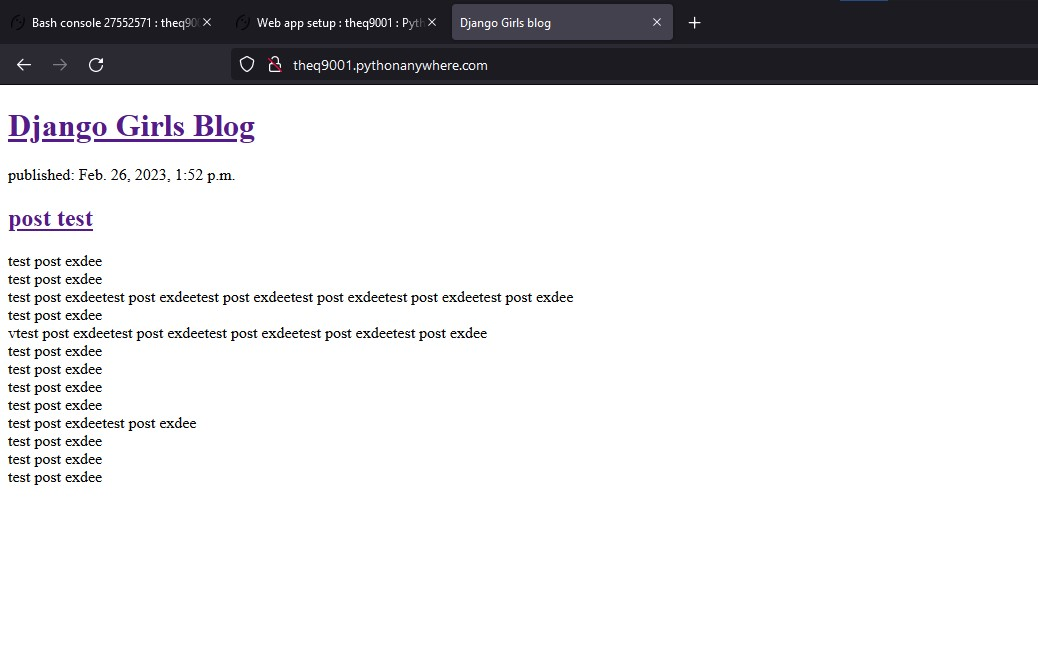 Bash console 27552571 : theq900
Web app setup : theq9001 : Pyth
Django Girls blog
theq9001.pythonanywhere.com
Django Girls Blog
published: Feb. 26, 2023, 1:52 p.m.
post test
test post exdee
test post exdee
test post exdeetest post exdeetest post exdeetest post exdeetest post exdeetest post exdee
test post exdee
vtest post exdeetest post exdeetest post exdeetest post exdeetest post exdee
test post exdee
test post exdee
test post exdee
test post exdee
test post exdeetest post exdee
test post exdee
test post exdee
test post exdee